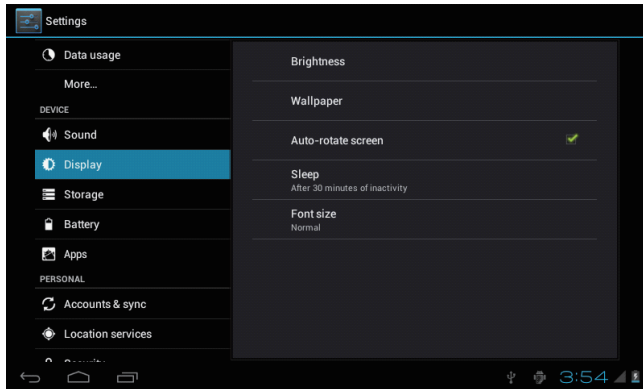 Settings
Data usage
More...
DEVICE
Sound
Display
Storage
Battery
Apps
PERSONAL
Accounts & sync
Location services
Brightness
Wallpaper
Auto-rotate screen
Sleep
After 30 minutes of inactivity
Font size
Normal
3:54